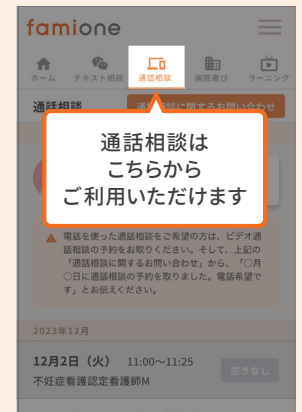 famione
ホーム テキスト相談 通話相談 病院選び ラーニング
通話相談
通話相談に関するお問い合わせ
通話相談は
こちらから
ご利用いただけます
電話を使った通話相談をご希望の方は、ビデオ通
話相談の予約をお取りください。そして、上記の
「通話相談に関するお問い合わせ」から、「○月
○日に通話相談の予約を取りました。電話希望で
す」とお伝えください。
2023年12月
12月2日（火） 11:00～11:25
空きなし
不妊症看護認定看護師M